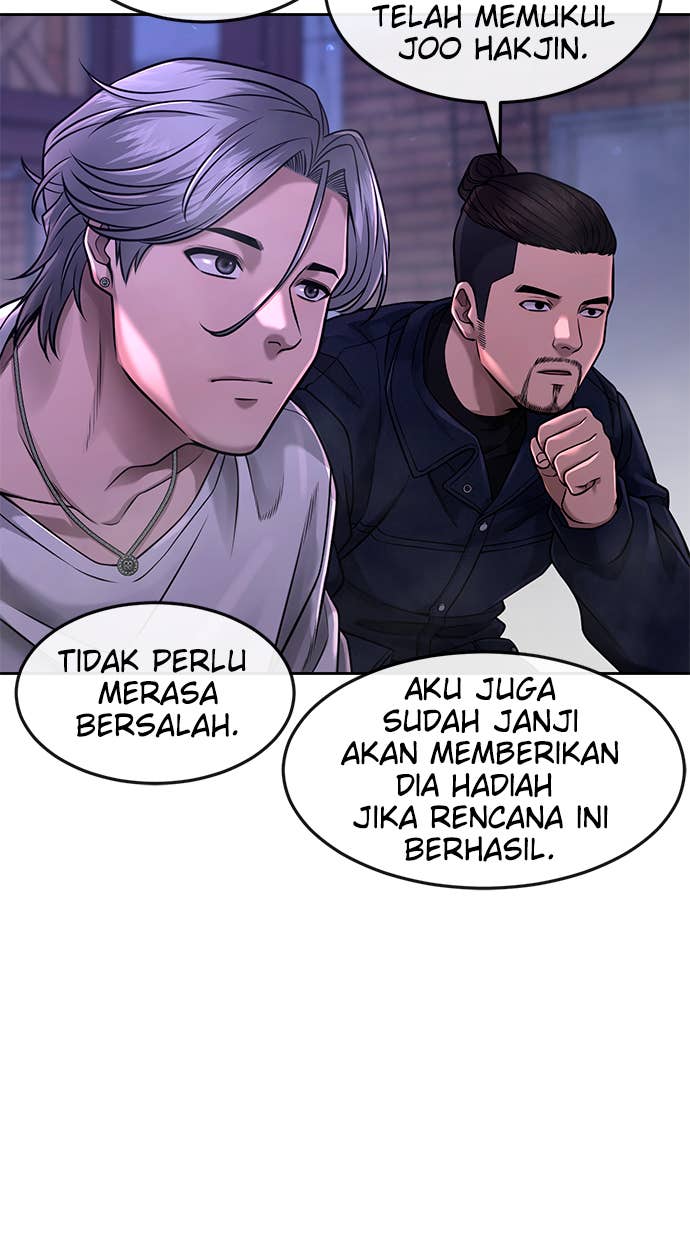 TELAH MEMUKUL
JOO HAKJIN.
TIDAK PERLU
MERASA
BERSALAH.
AKU JUGA
SUDAH JANJI
AKAN MEMBERIKAN
DIA HADIAH
JIKA RENCANA INI
BERHASIL.